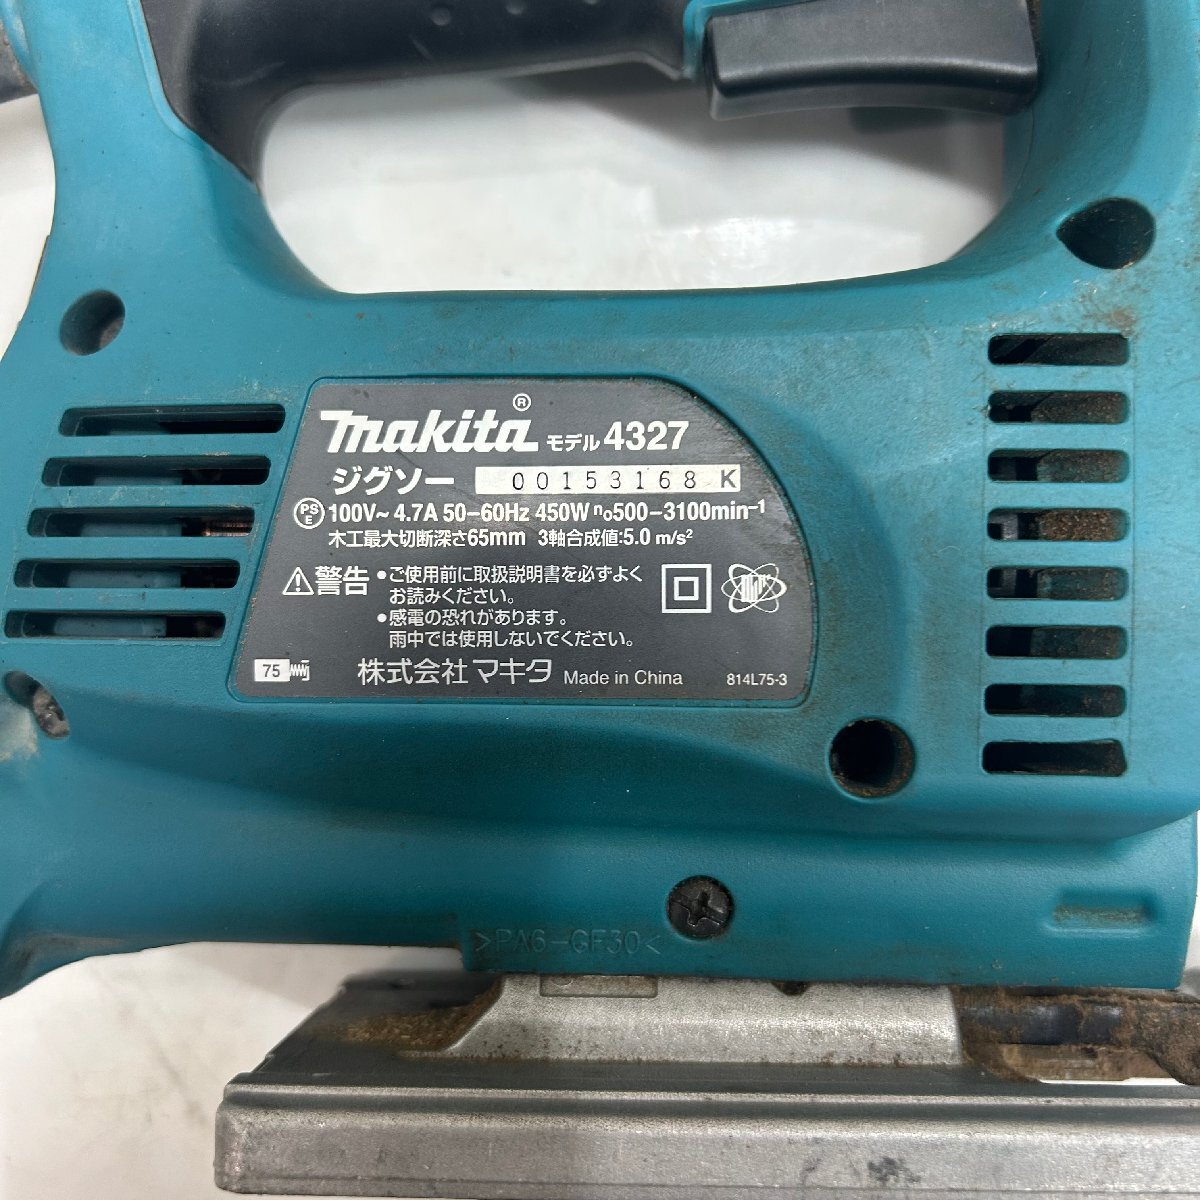 makita® モデル 4327
ジグソー 00153168 K
PSE 100V~ 4.7A 50-60Hz 450W n₀500-3100min⁻¹
木工最大切断深さ65mm 3軸合成値:5.0 m/s²
⚠警告 •ご使用前に取扱説明書を必ずよく
お読みください。
•感電の恐れがあります。
雨中では使用しないでください。
75 株式会社 マキタ Made in China 814L75-3
>PA6-GF30<